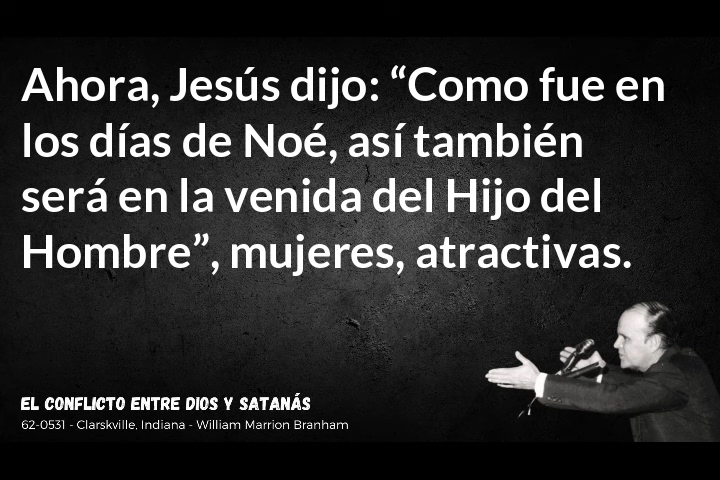 Ahora, Jesús dijo: “Como fue en
los días de Noé, así también
será en la venida del Hijo del
Hombre”, mujeres, atractivas.
EL CONFLICTO ENTRE DIOS Y SATANÁS
62-0531 - Clarskville, Indiana - William Marrion Branham